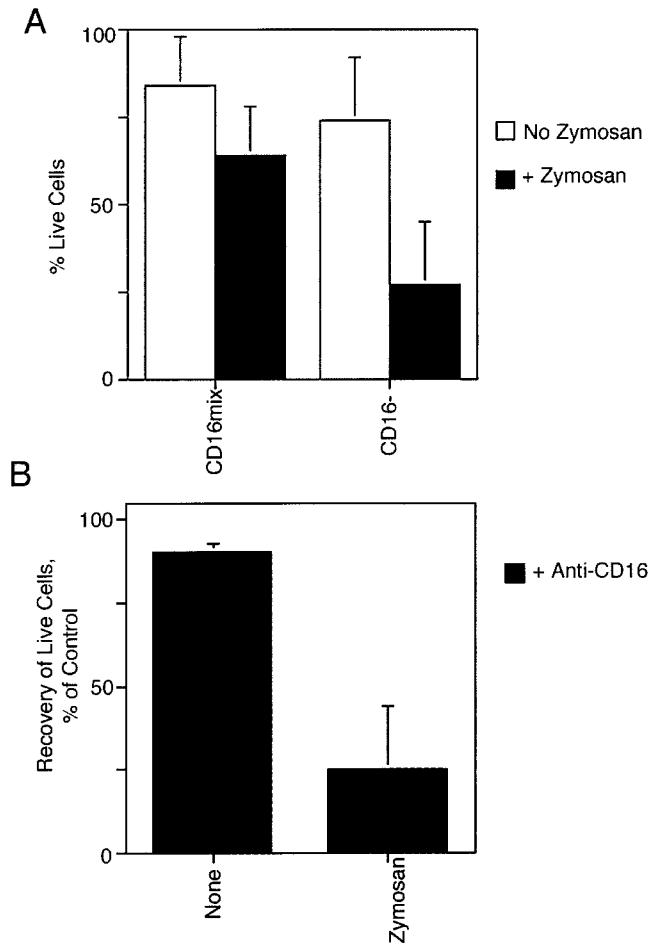 A
100
50
0
% Live Cells
No Zymosan
+ Zymosan
CD16mix
CD16-
B
100
50
0
Recovery of Live Cells,
% of Control
+ Anti-CD16
None
Zymosan